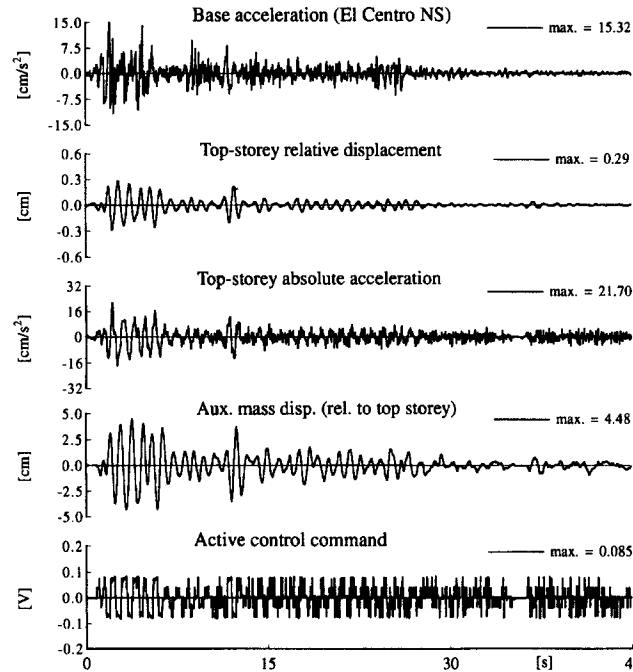 Base acceleration (El Centro NS)
max. = 15.32
15.0
7.5
0.0
-7.5
-15.0
[cm/s²]
Top-storey relative displacement
max. = 0.29
0.6
0.3
0.0
-0.3
-0.6
[cm]
Top-storey absolute acceleration
max. = 21.70
32
16
0
-16
-32
[cm/s²]
Aux. mass disp. (rel. to top storey)
max. = 4.48
5.0
2.5
0.0
-2.5
-5.0
[cm]
Active control command
max. = 0.085
0.2
0.1
0.0
-0.1
-0.2
[V]
0 15 30 [s] 4